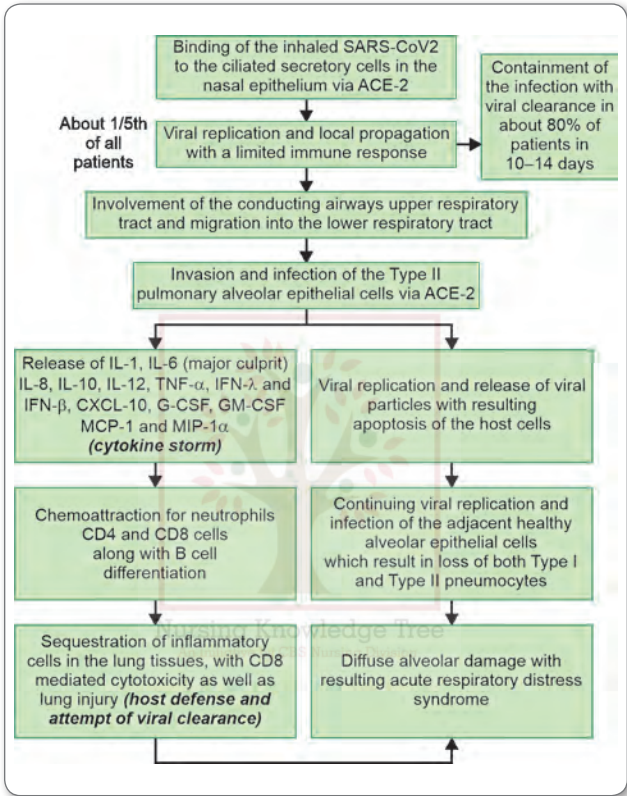 Binding of the inhaled SARS-CoV2
to the ciliated secretory cells in the
nasal epithelium via ACE-2
Containment of
the infection with
viral clearance in
about 80% of
patients in
10–14 days
About 1/5th
of all
patients
Viral replication and local propagation
with a limited immune response
Involvement of the conducting airways upper respiratory
tract and migration into the lower respiratory tract
Invasion and infection of the Type II
pulmonary alveolar epithelial cells via ACE-2
Release of IL-1, IL-6 (major culprit)
IL-8, IL-10, IL-12, TNF-α, IFN-λ and
IFN-β, CXCL-10, G-CSF, GM-CSF
MCP-1 and MIP-1α
(cytokine storm)
Viral replication and release of viral
particles with resulting
apoptosis of the host cells
Chemoattraction for neutrophils
CD4 and CD8 cells
along with B cell
differentiation
Continuing viral replication and
infection of the adjacent healthy
alveolar epithelial cells
which result in loss of both Type I
and Type II pneumocytes
Nursing Knowledge Tree
Sequestration of inflammatory
cells in the lung tissues, with CD8
mediated cytotoxicity as well as
lung injury (host defense and
attempt of viral clearance)
Diffuse alveolar damage with
resulting acute respiratory distress
syndrome